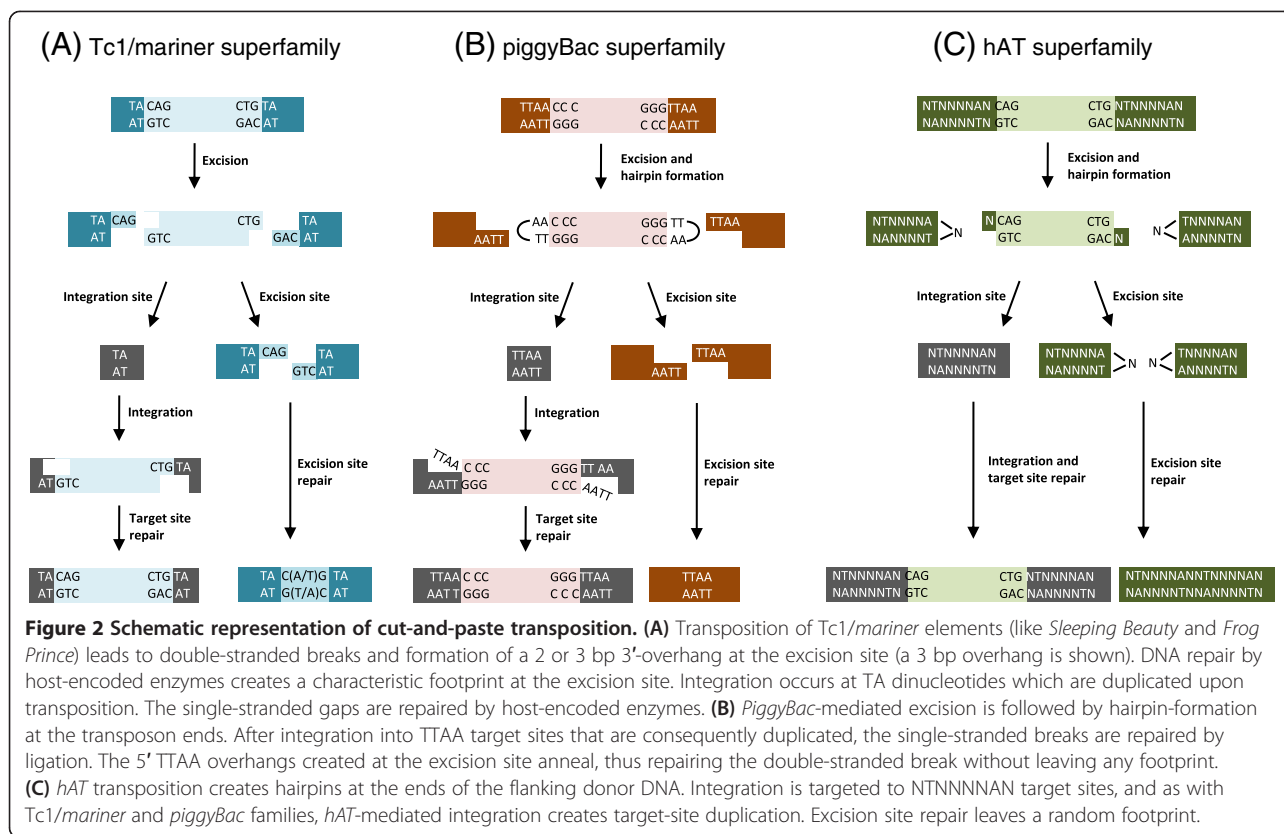 (A) Tc1/mariner superfamily
(B) piggyBac superfamily
(C) hAT superfamily
TA CAG CTG TA
AT GTC GAC AT
TTAA CC C GGG TTAA
AATT GGG C CC AATT
NTNNNNAN CAG CTG NTNNNNAN
NANNNNTN GTC GAC NANNNNTN
Excision
Excision and
hairpin formation
Excision and
hairpin formation
TA CAG CTG TA
AT GTC GAC AT
AA C CC GGG TT TTAA
AATT TT GGG C CC AA
NTNNNNA N CAG CTG TNNNNAN
NANNNNT N GTC GAC N N ANNNNTN
Integration site
Excision site
Integration site
Excision site
Integration site
Excision site
TA
AT
TA CAG TA
AT GTC AT
TTAA
AATT
TTAA
AATT
NTNNNNAN
NANNNNTN
NTNNNNA N N TNNNNAN
NANNNNT ANNNNTN
Integration
Excision site
repair
Integration
Excision site
repair
Integration and
target site repair
Excision site
repair
CTG TA
AT GTC
TTAA C CC GGG TT AA
AATT GGG C CC AATT
Target site
repair
Target site
repair
TA CAG CTG TA
AT GTC GAC AT
TA C(A/T)G TA
AT G(T/A)C AT
TTAA C CC GGG TTAA
AAT T GGG C C C AATT
TTAA
AATT
NTNNNNAN CAG CTG NTNNNNAN
NANNNNTN GTC GAC NANNNNTN
NTNNNNANNTNNNNAN
NANNNNTNNANNNNTN
Figure 2 Schematic representation of cut-and-paste transposition. (A) Transposition of Tc1/mariner elements (like Sleeping Beauty and Frog
Prince) leads to double-stranded breaks and formation of a 2 or 3 bp 3′-overhang at the excision site (a 3 bp overhang is shown). DNA repair by
host-encoded enzymes creates a characteristic footprint at the excision site. Integration occurs at TA dinucleotides which are duplicated upon
transposition. The single-stranded gaps are repaired by host-encoded enzymes. (B) PiggyBac-mediated excision is followed by hairpin-formation
at the transposon ends. After integration into TTAA target sites that are consequently duplicated, the single-stranded breaks are repaired by
ligation. The 5′ TTAA overhangs created at the excision site anneal, thus repairing the double-stranded break without leaving any footprint.
(C) hAT transposition creates hairpins at the ends of the flanking donor DNA. Integration is targeted to NTNNNNAN target sites, and as with
Tc1/mariner and piggyBac families, hAT-mediated integration creates target-site duplication. Excision site repair leaves a random footprint.